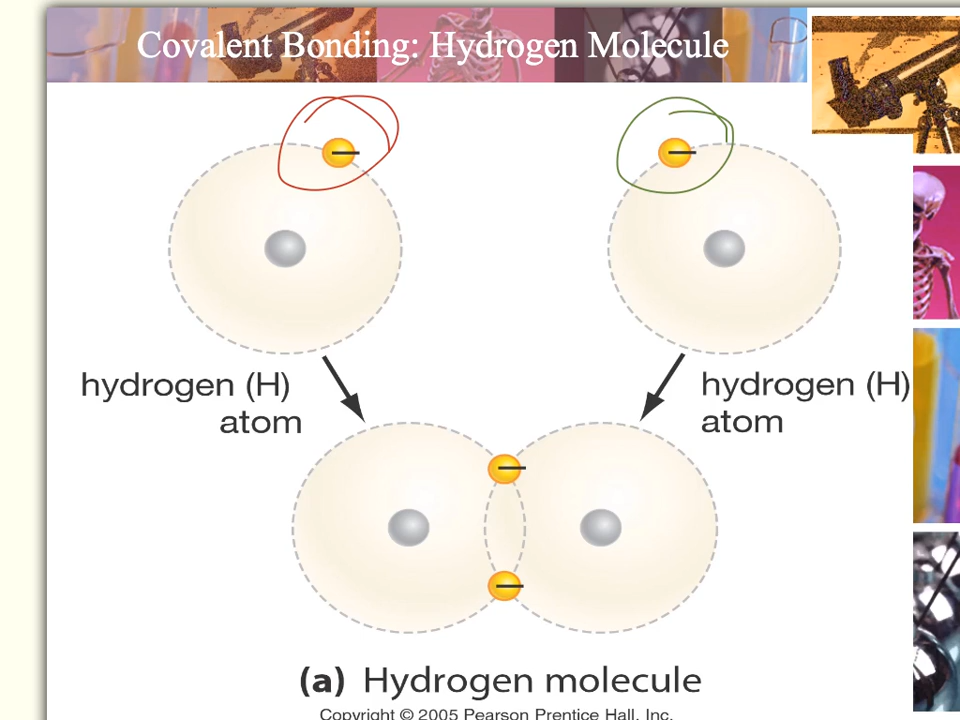 Covalent Bonding: Hydrogen Molecule
hydrogen (H)
atom
hydrogen (H)
atom
(a) Hydrogen molecule
Copyright © 2005 Pearson Prentice Hall, Inc.